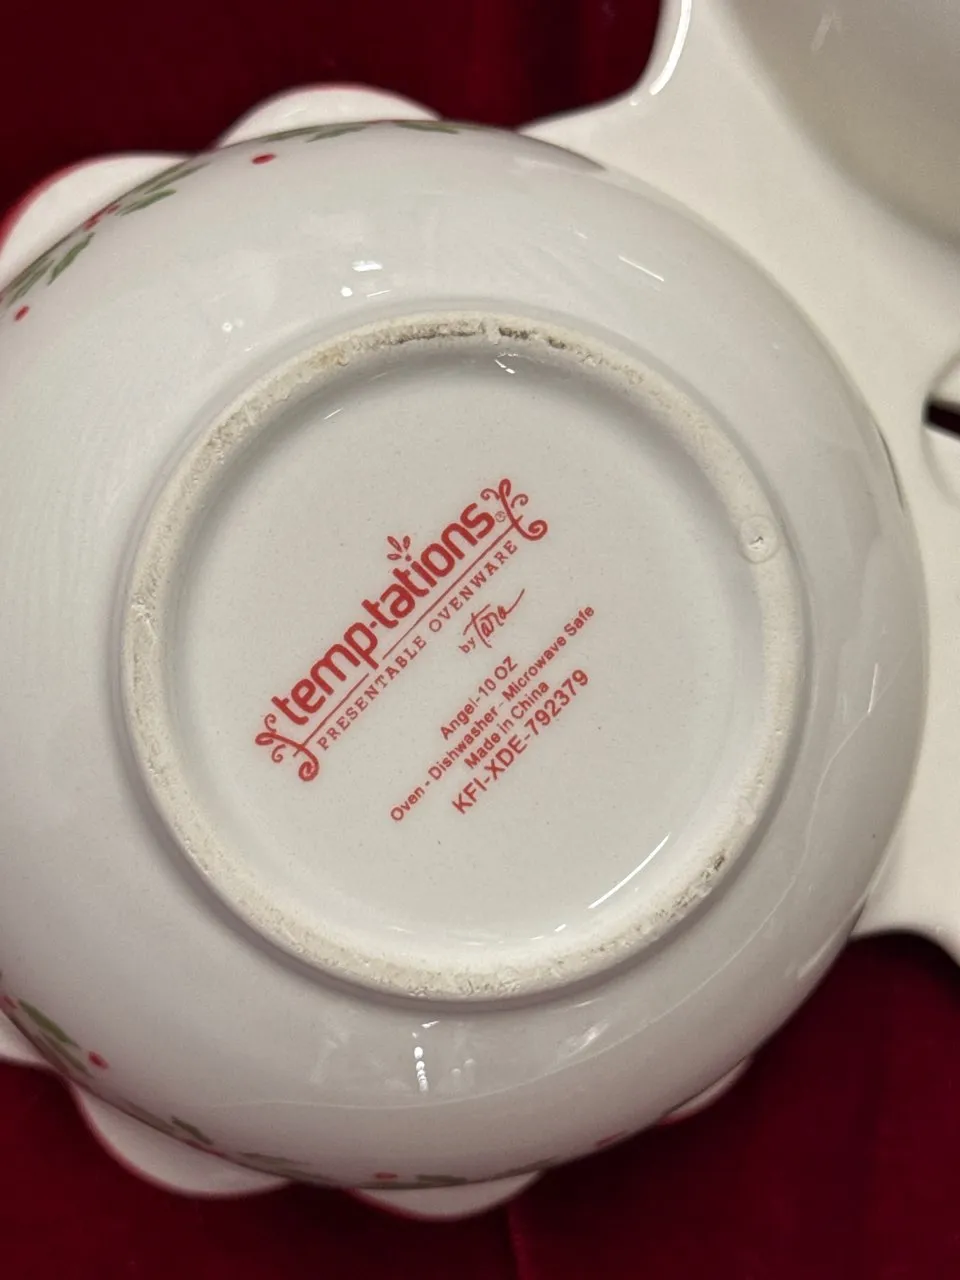 temp-tations®
PRESENTABLE OVENWARE
by tara
Angel-10 OZ
Oven - Dishwasher - Microwave Safe
Made in China
KFI-XDE-792379